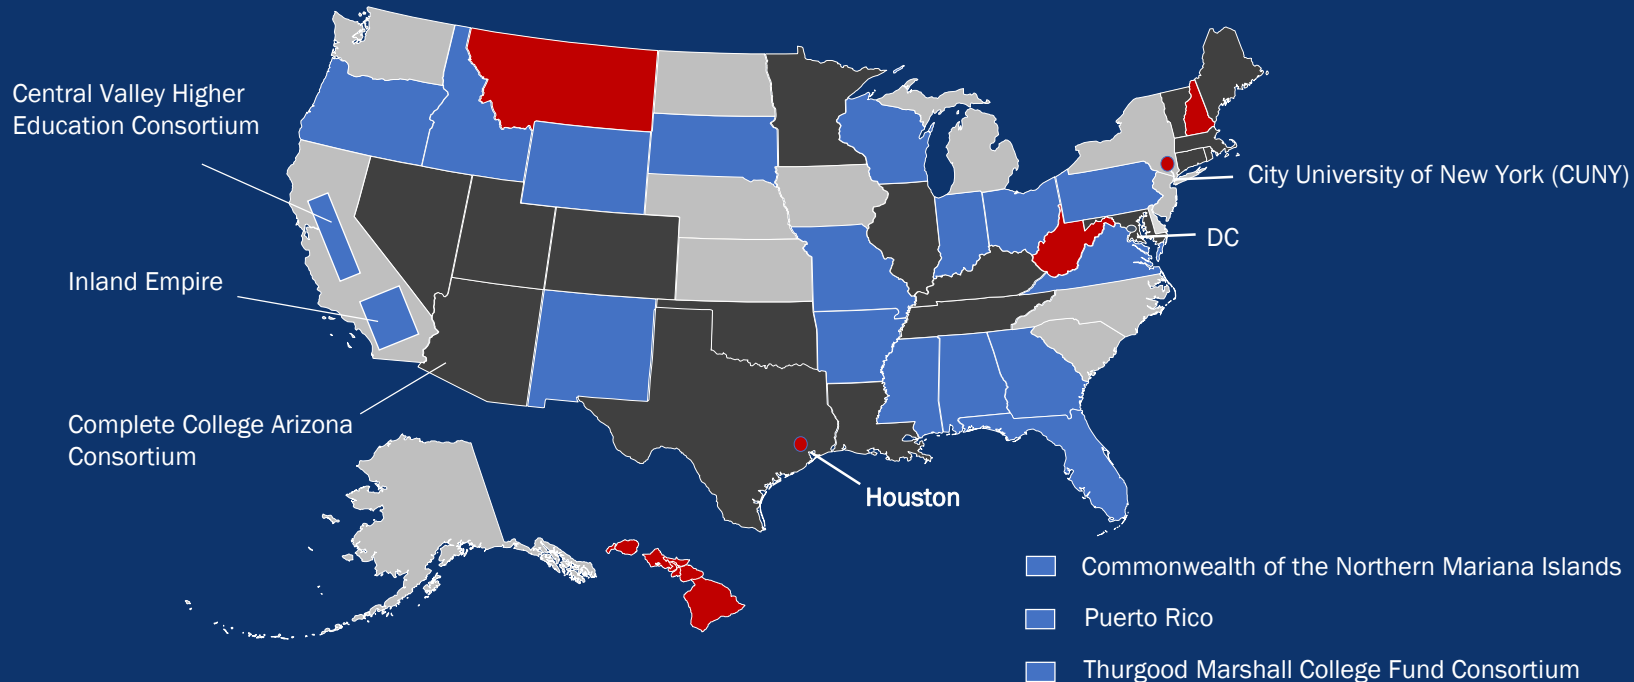 Central Valley Higher
Education Consortium
City University of New York (CUNY)
DC
Inland Empire
Complete College Arizona
Consortium
Houston
Commonwealth of the Northern Mariana Islands
Puerto Rico
Thurgood Marshall College Fund Consortium